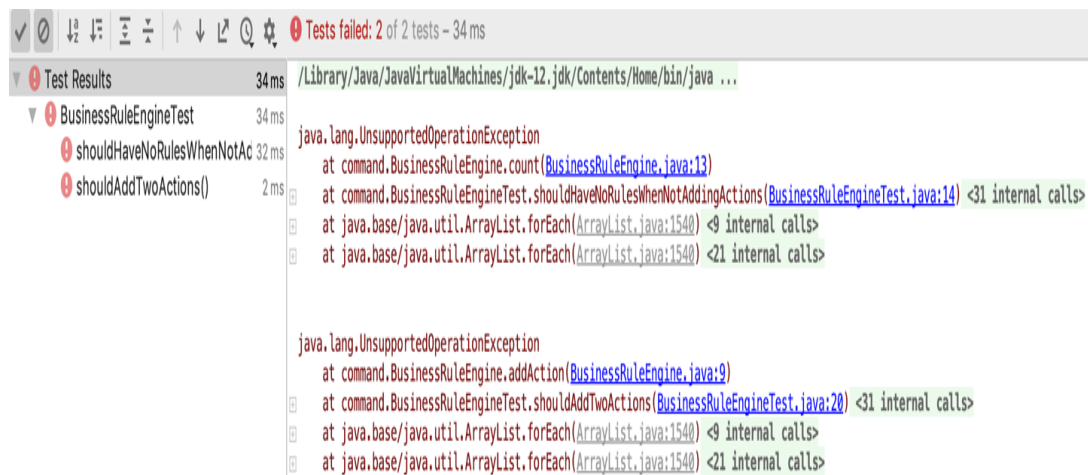 Tests failed: 2 of 2 tests – 34 ms
Test Results 34 ms
BusinessRuleEngineTest 34 ms
shouldHaveNoRulesWhenNotAd 32 ms
shouldAddTwoActions() 2 ms
/Library/Java/JavaVirtualMachines/jdk-12.jdk/Contents/Home/bin/java ...
java.lang.UnsupportedOperationException
at command.BusinessRuleEngine.count(BusinessRuleEngine.java:13)
at command.BusinessRuleEngineTest.shouldHaveNoRulesWhenNotAddingActions(BusinessRuleEngineTest.java:14) <31 internal calls>
at java.base/java.util.ArrayList.forEach(ArrayList.java:1540) <9 internal calls>
at java.base/java.util.ArrayList.forEach(ArrayList.java:1540) <21 internal calls>
java.lang.UnsupportedOperationException
at command.BusinessRuleEngine.addAction(BusinessRuleEngine.java:9)
at command.BusinessRuleEngineTest.shouldAddTwoActions(BusinessRuleEngineTest.java:20) <31 internal calls>
at java.base/java.util.ArrayList.forEach(ArrayList.java:1540) <9 internal calls>
at java.base/java.util.ArrayList.forEach(ArrayList.java:1540) <21 internal calls>